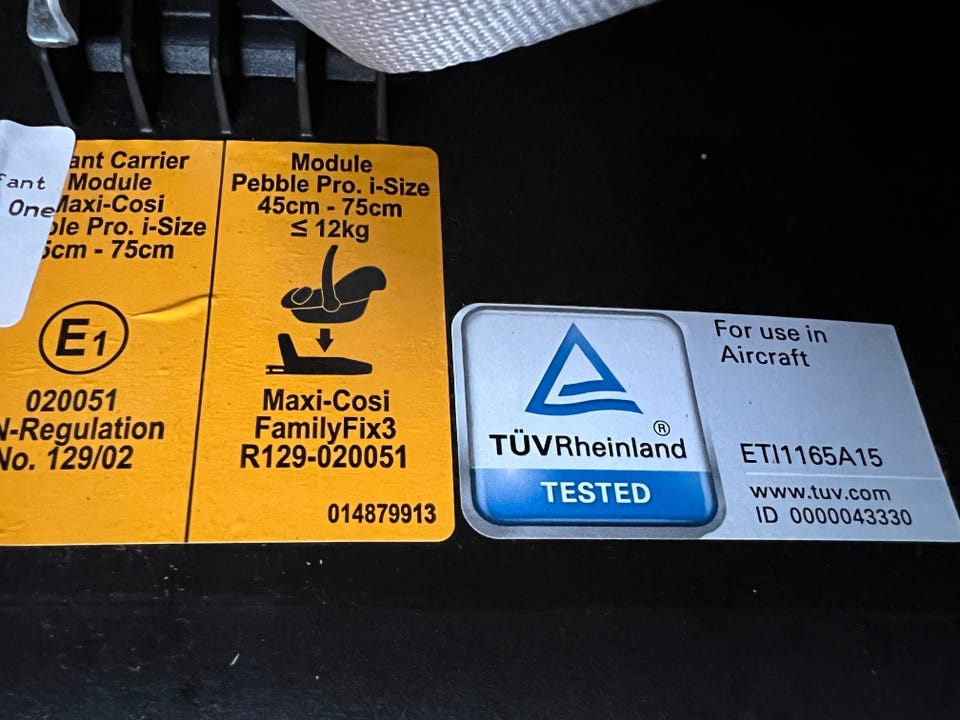 fant
One
ant Carrier
Module
Maxi-Cosi
ble Pro. i-Size
5cm - 75cm
E1
020051
N-Regulation
No. 129/02
Module
Pebble Pro. i-Size
45cm - 75cm
≤ 12kg
Maxi-Cosi
FamilyFix3
R129-020051
014879913
TÜVRheinland®
TESTED
For use in
Aircraft
ETI1165A15
www.tuv.com
ID 0000043330